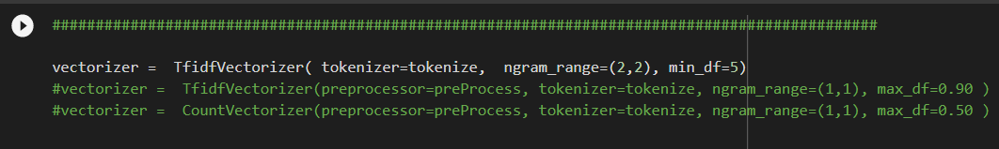 ###############################################################################################
vectorizer =  TfidfVectorizer( tokenizer=tokenize,  ngram_range=(2,2), min_df=5)
#vectorizer =  TfidfVectorizer(preprocessor=preProcess, tokenizer=tokenize, ngram_range=(1,1), max_df=0.90 )
#vectorizer =  CountVectorizer(preprocessor=preProcess, tokenizer=tokenize, ngram_range=(1,1), max_df=0.50 )